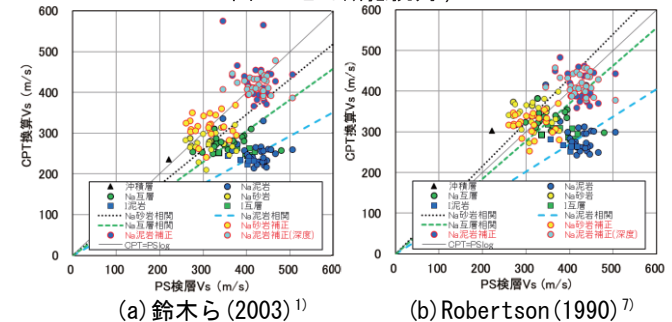 600
500
400
300
200
100
0
CPT換算Vs (m/s)
▲ 沖積層
Na泥岩
Na互層
Na砂岩
I泥岩
I互層
Na砂岩相関
Na泥岩相関
Na互層相関
Na砂岩補正
Na泥岩補正
Na泥岩補正(深度)
CPT=PSlog
0 100 200 300 400 500 600
PS検層Vs (m/s)
(a)鈴木ら(2003)1)
600
500
400
300
200
100
0
CPT換算Vs (m/s)
▲ 沖積層
Na泥岩
Na互層
Na砂岩
I泥岩
I互層
Na砂岩相関
Na泥岩相関
Na互層相関
Na砂岩補正
Na泥岩補正
Na泥岩補正(深度)
CPT=PSlog
0 100 200 300 400 500 600
PS検層Vs (m/s)
(b)Robertson(1990)7)